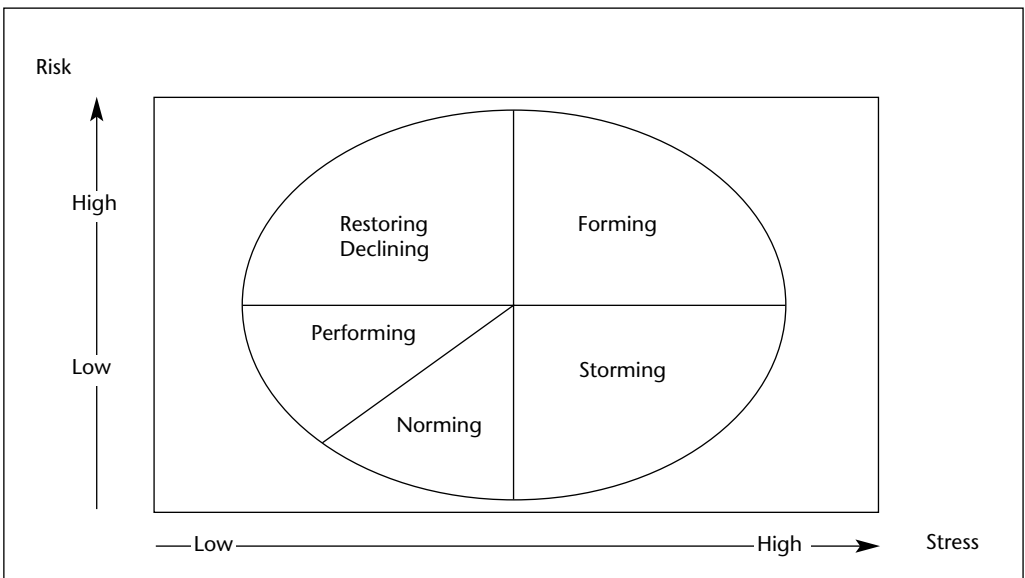 Risk
High
Restoring
Declining
Forming
Performing
Low
Storming
Norming
Low
High
Stress